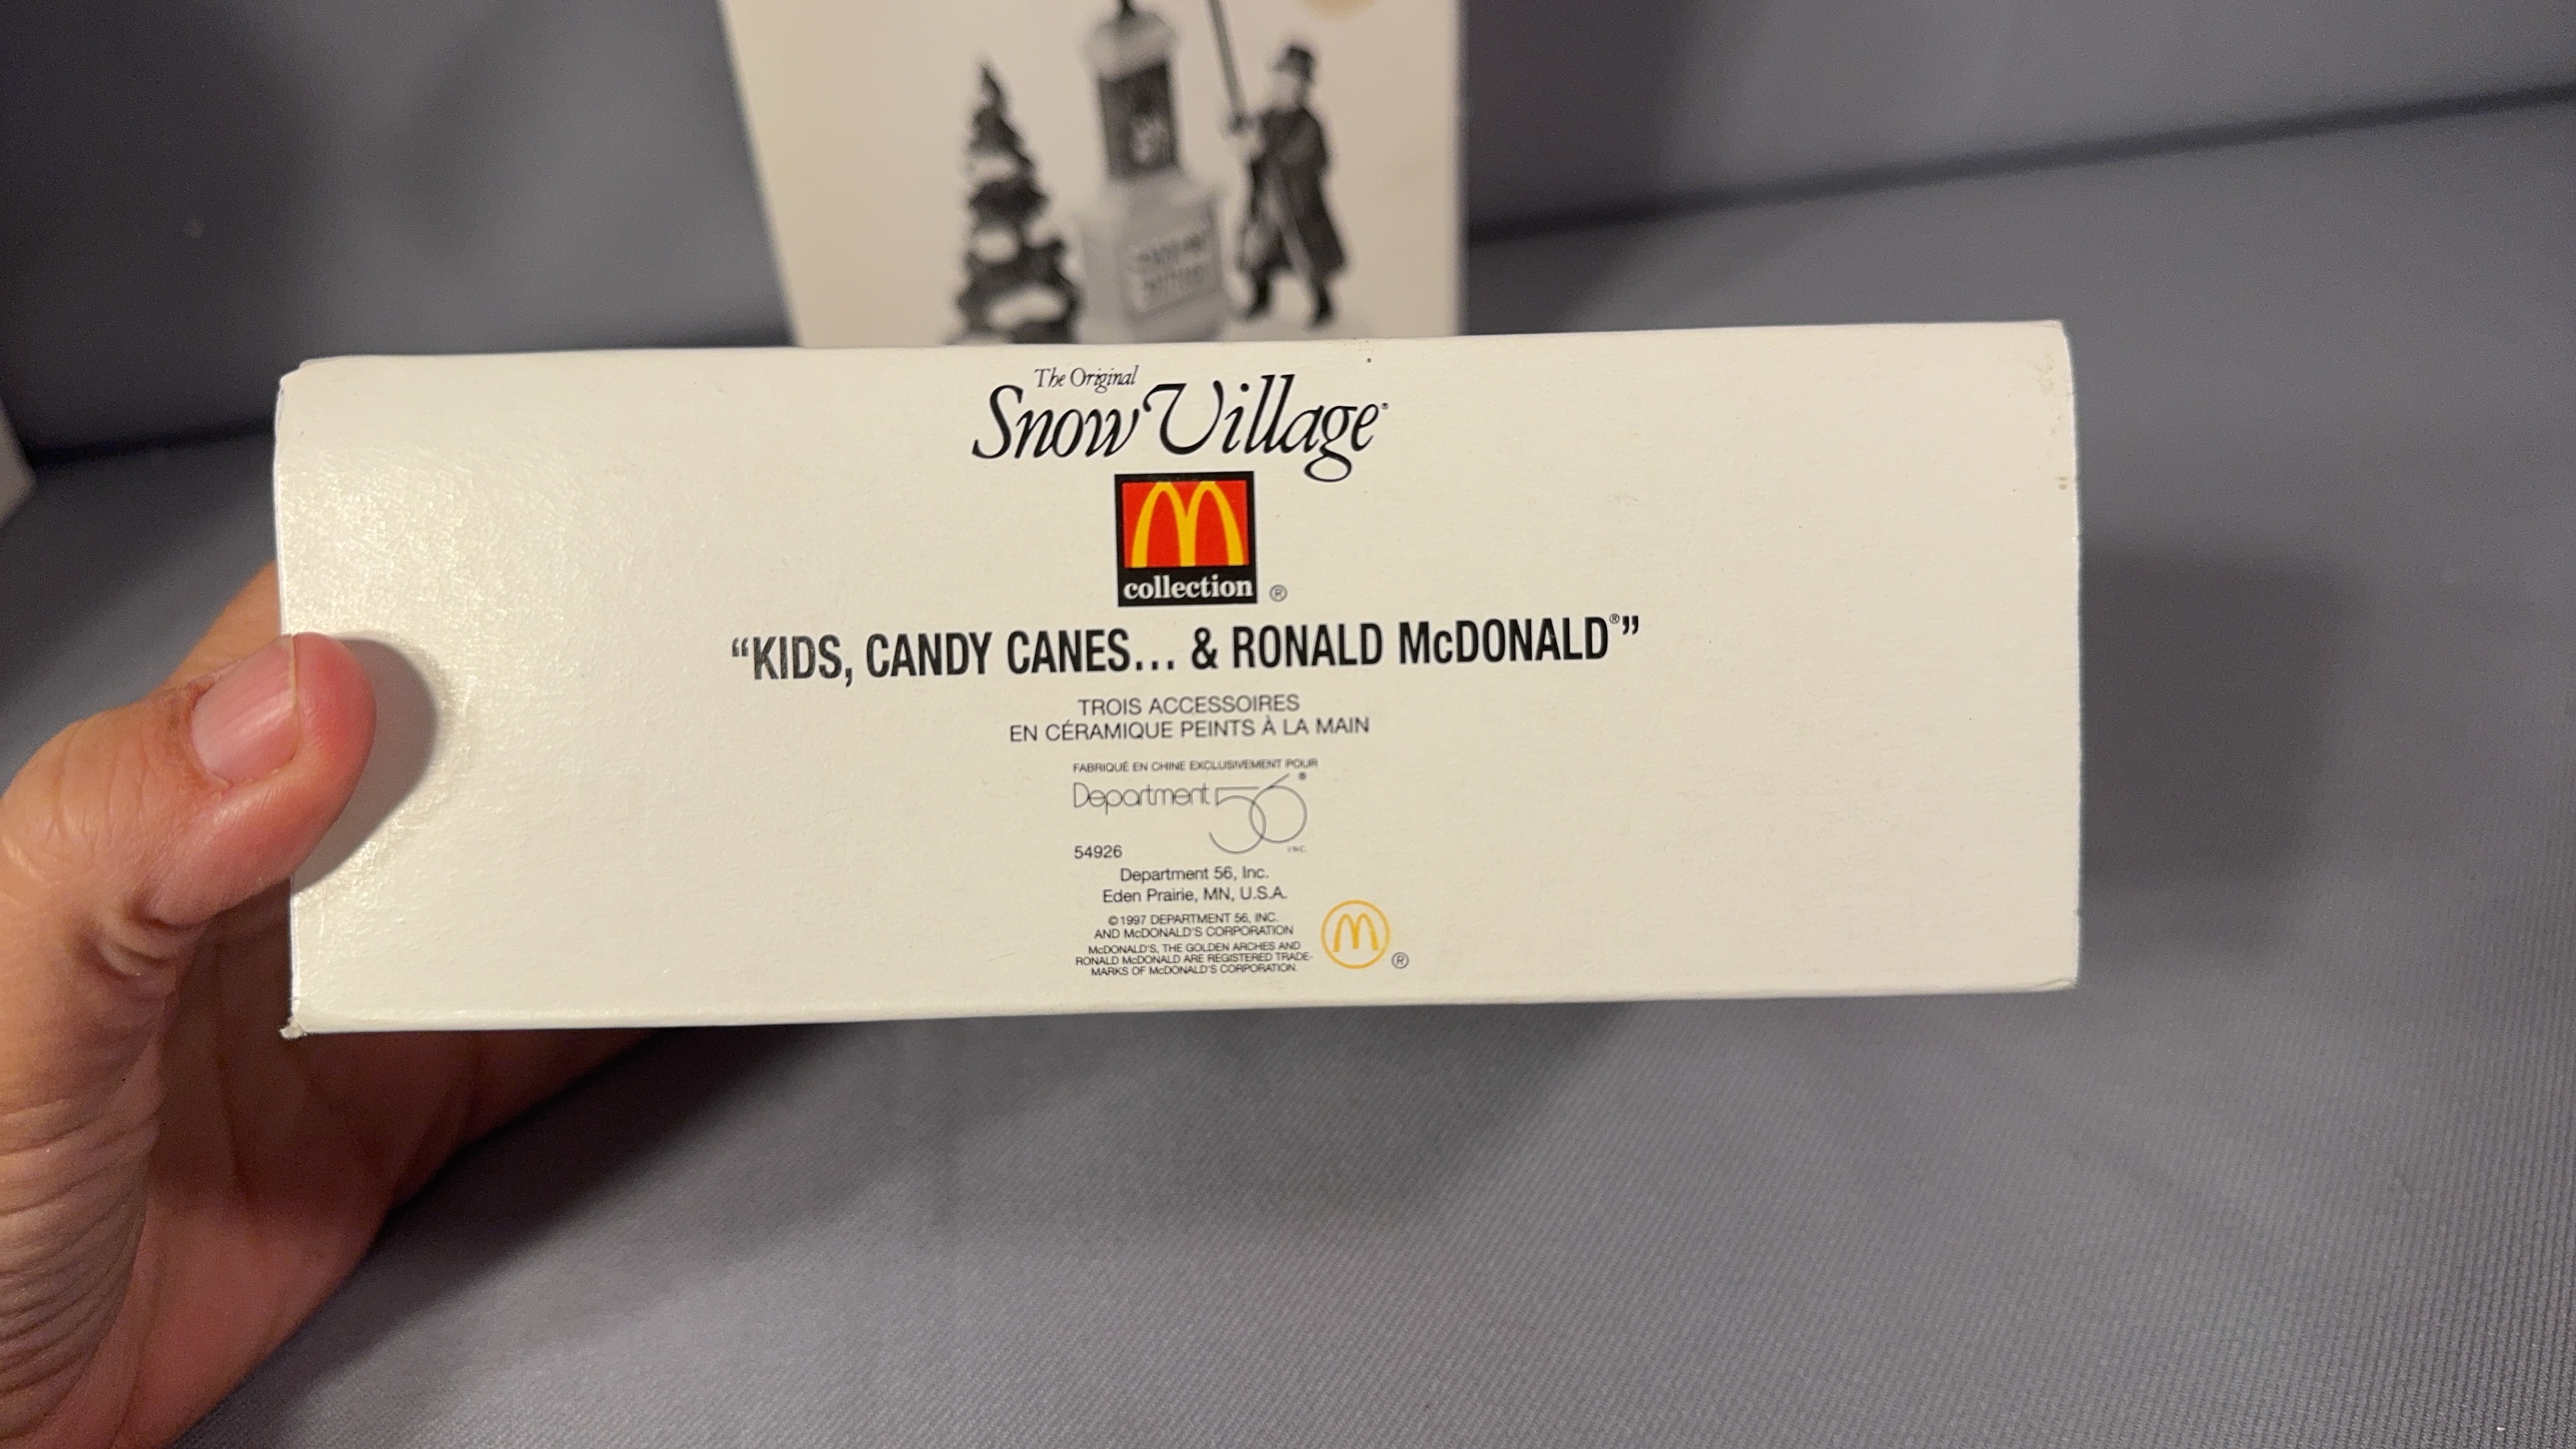 The Original
Snow Village®
M
collection ®
“KIDS, CANDY CANES... & RONALD McDONALD®”
TROIS ACCESSOIRES
EN CÉRAMIQUE PEINTS À LA MAIN
FABRIQUÉ EN CHINE EXCLUSIVEMENT POUR
Department 56®
INC.
54926
Department 56, Inc.
Eden Prairie, MN, U.S.A.
©1997 DEPARTMENT 56, INC.
AND McDONALD'S CORPORATION
McDONALD'S, THE GOLDEN ARCHES AND
RONALD McDONALD ARE REGISTERED TRADE-
MARKS OF McDONALD'S CORPORATION.
M ®